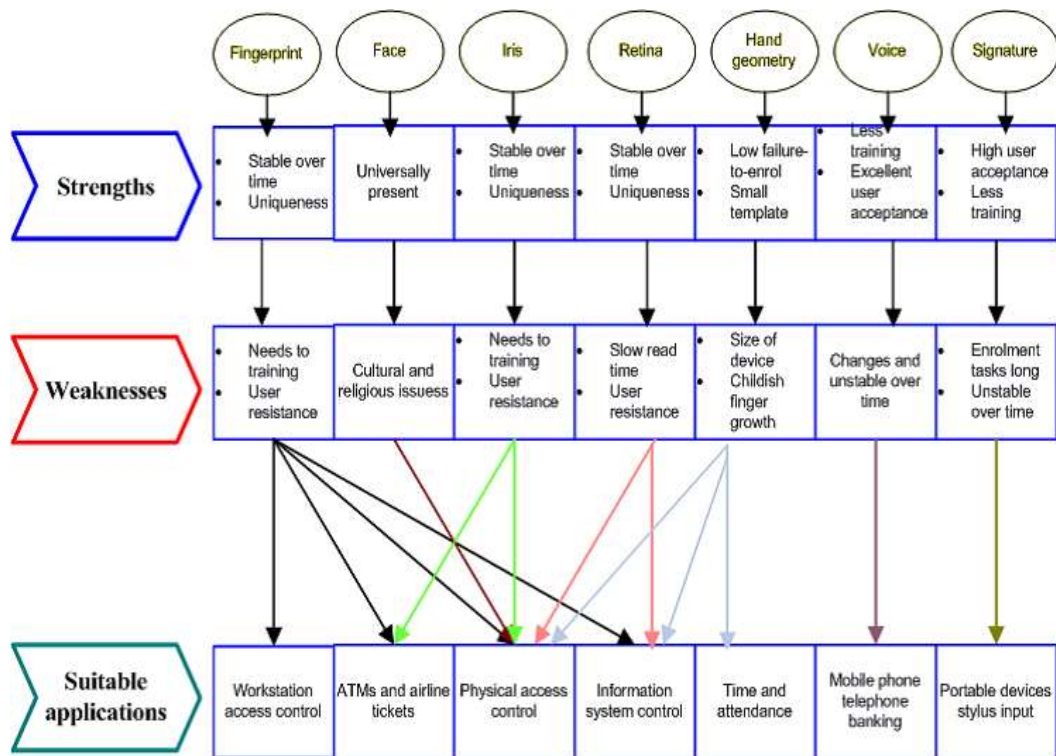 Fingerprint
Face
Iris
Retina
Hand
geometry
Voice
Signature
Strengths
• Stable over
time
• Uniqueness
Universally
present
• Stable over
time
• Uniqueness
• Stable over
time
• Uniqueness
• Low failure-
to-enrol
• Small
template
• Less
training
• Excellent
user
acceptance
• High user
acceptance
• Less
training
Weaknesses
• Needs to
training
• User
resistance
Cultural and
religious issuess
• Needs to
training
• User
resistance
• Slow read
time
• User
resistance
• Size of
device
• Childish
finger
growth
Changes and
unstable over
time
• Enrolment
tasks long
• Unstable
over time
Suitable
applications
Workstation
access control
ATMs and airline
tickets
Physical access
control
Information
system control
Time and
attendance
Mobile phone
telephone
banking
Portable devices
stylus input